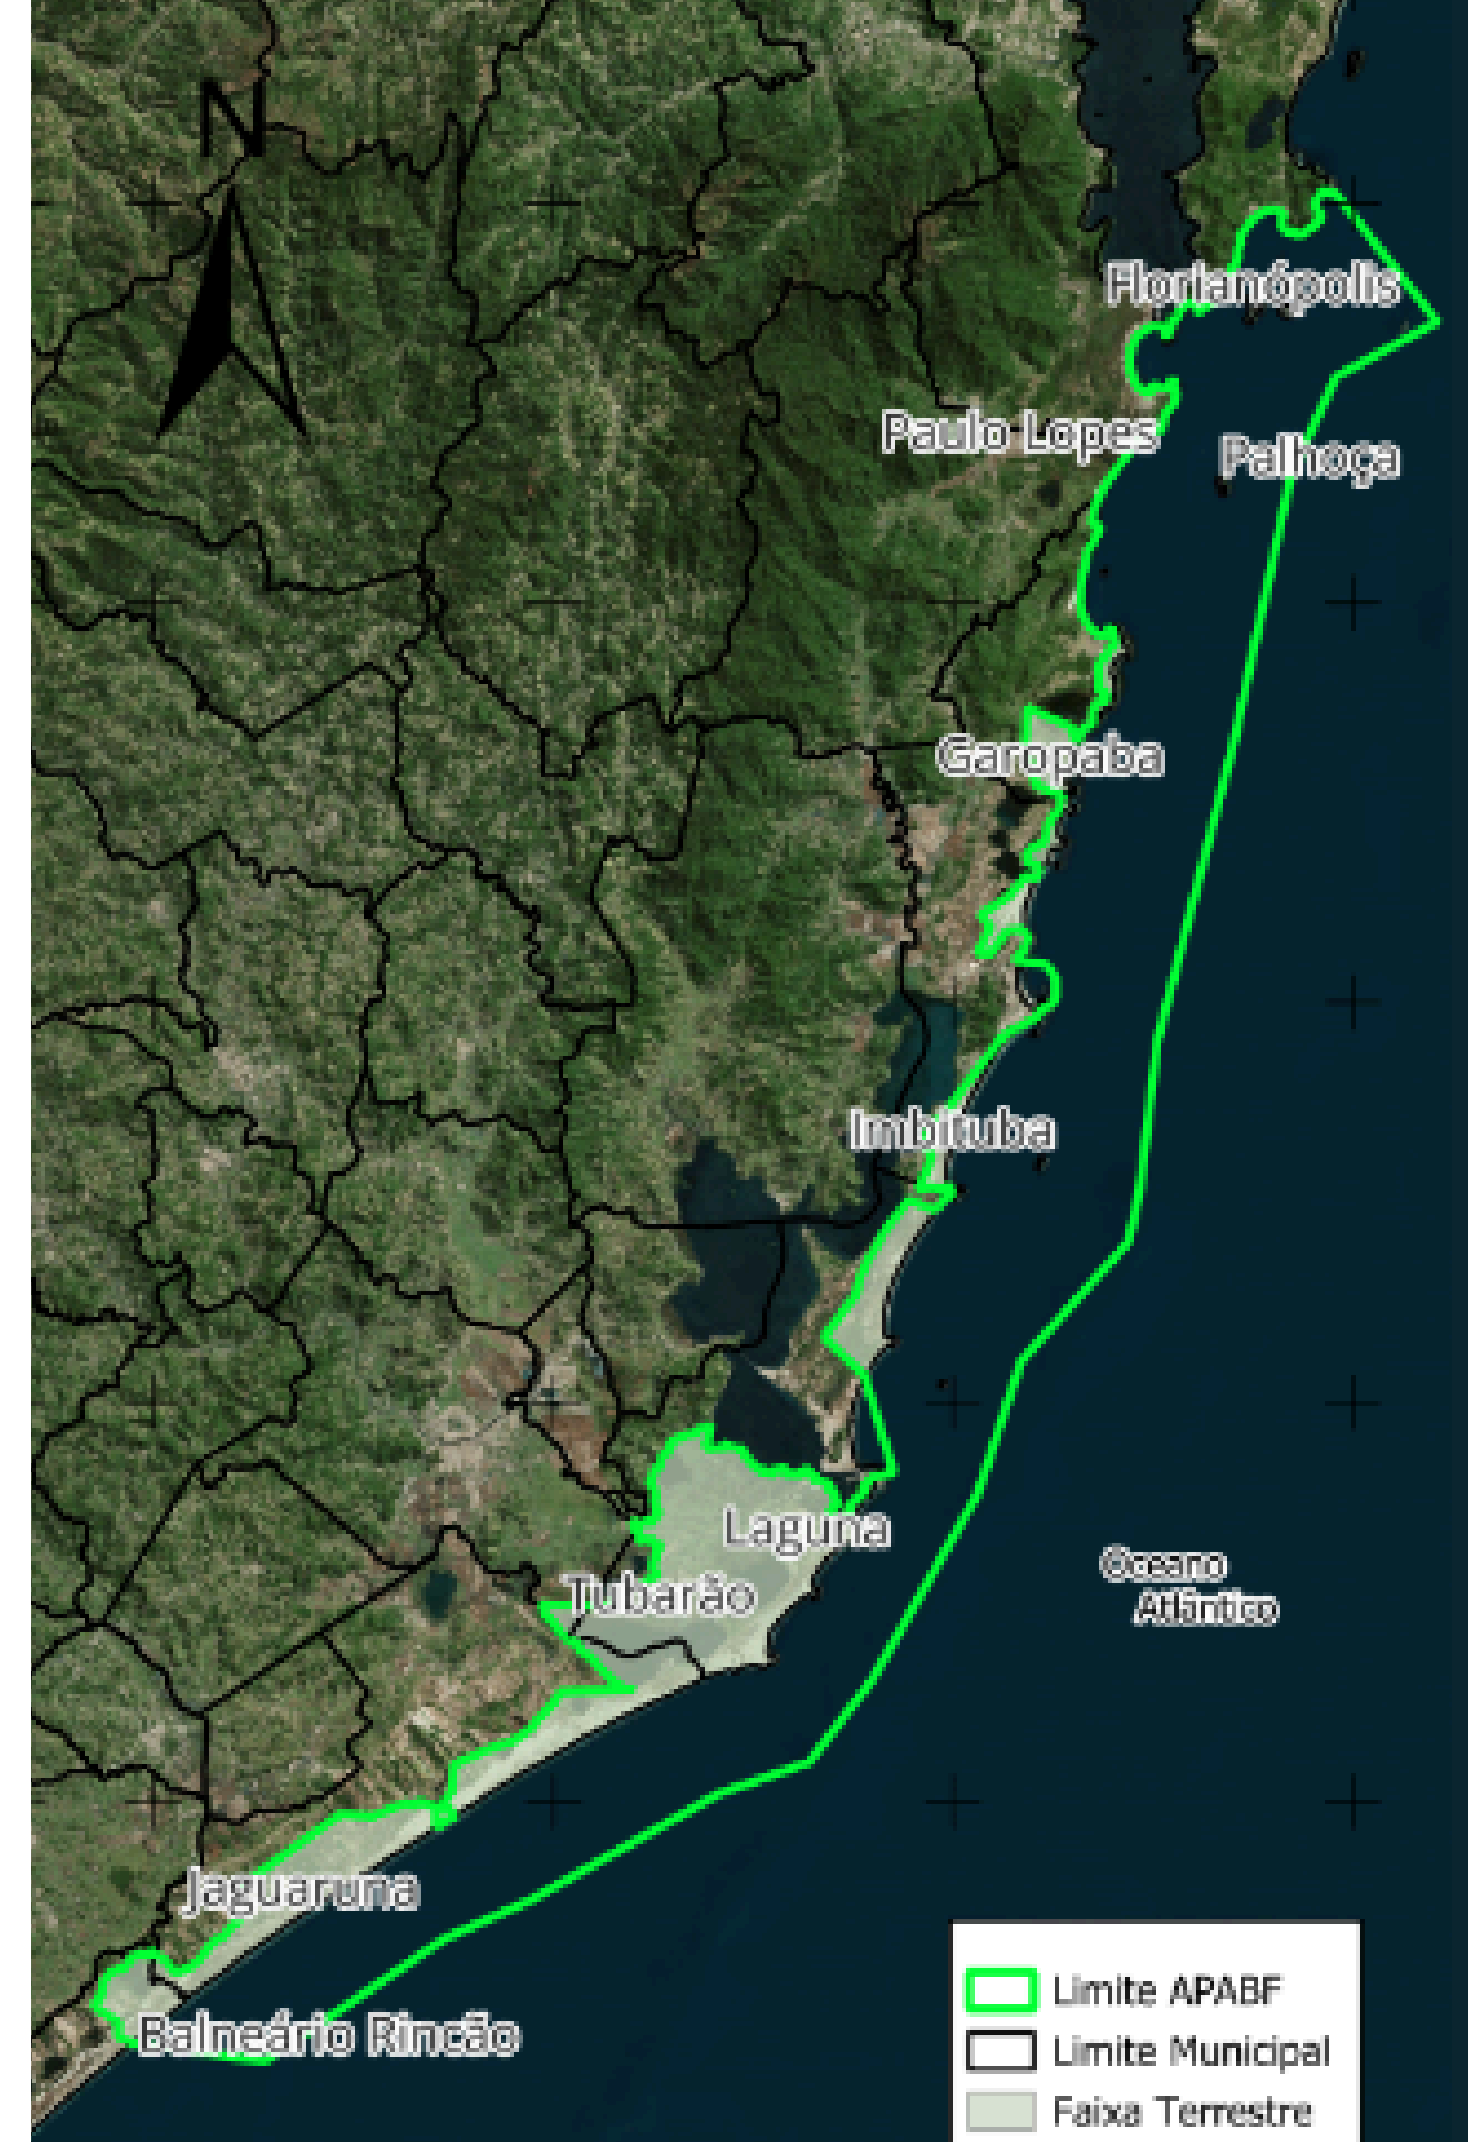 N
Florianópolis
Paulo Lopes
Palhoça
Garopaba
Imbituba
Laguna
Oceano
Atlântico
Tubarão
Jaguaruna
Balneário Rincão
Limite APABF
Limite Municipal
Faixa Terrestre